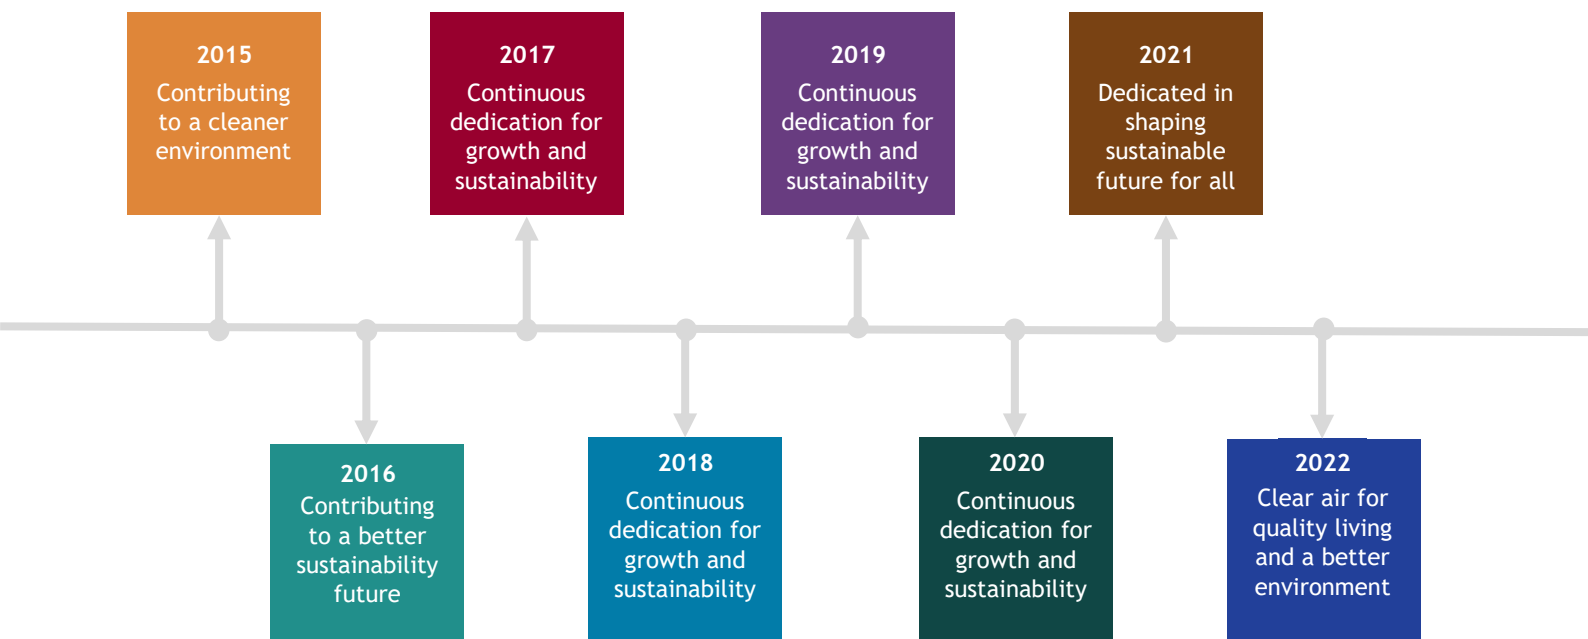 2015
Contributing
to a cleaner
environment
2016
Contributing
to a better
sustainability
future
2017
Continuous
dedication for
growth and
sustainability
2018
Continuous
dedication for
growth and
sustainability
2019
Continuous
dedication for
growth and
sustainability
2020
Continuous
dedication for
growth and
sustainability
2021
Dedicated in
shaping
sustainable
future for all
2022
Clear air for
quality living
and a better
environment